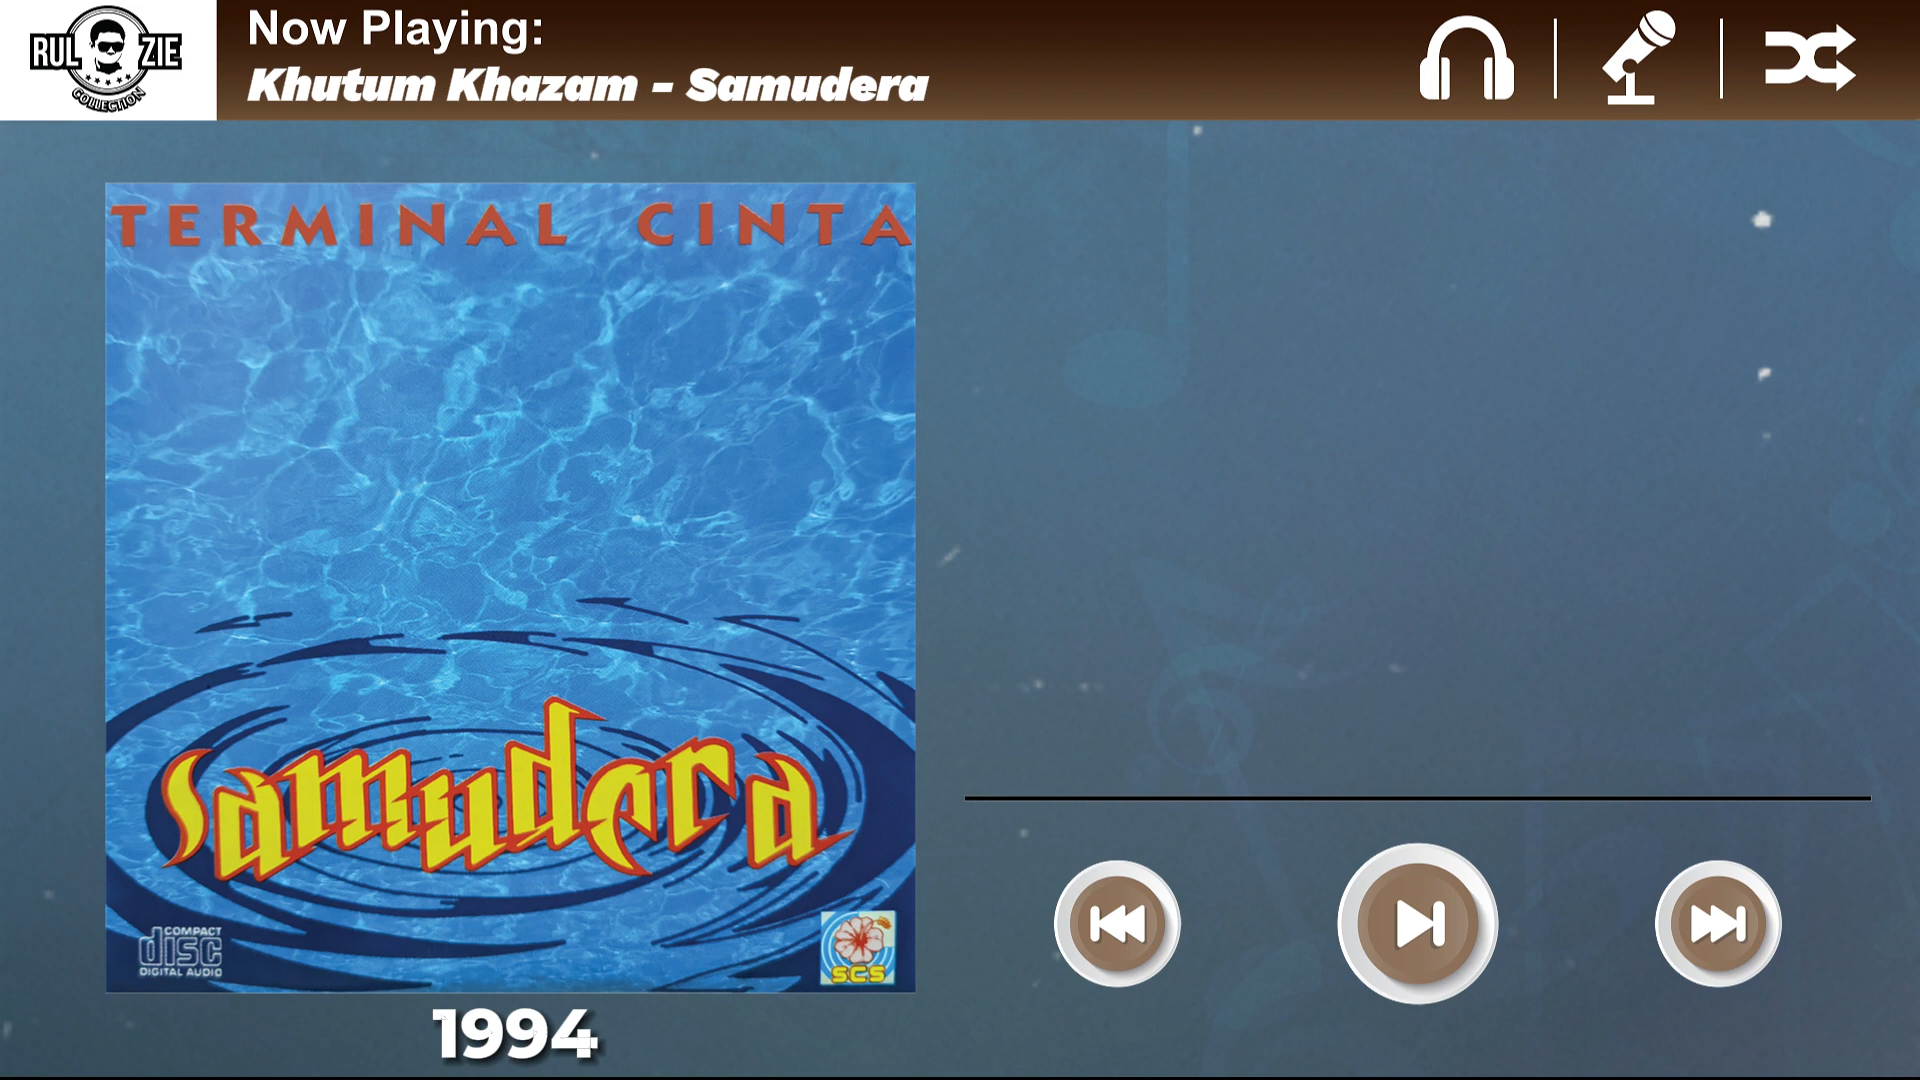 RUL ZIE
COLLECTION
Now Playing:
Khutum Khazam - Samudera
TERMINAL CINTA
Samudera
COMPACT
disc
DIGITAL AUDIO
SCS
1994